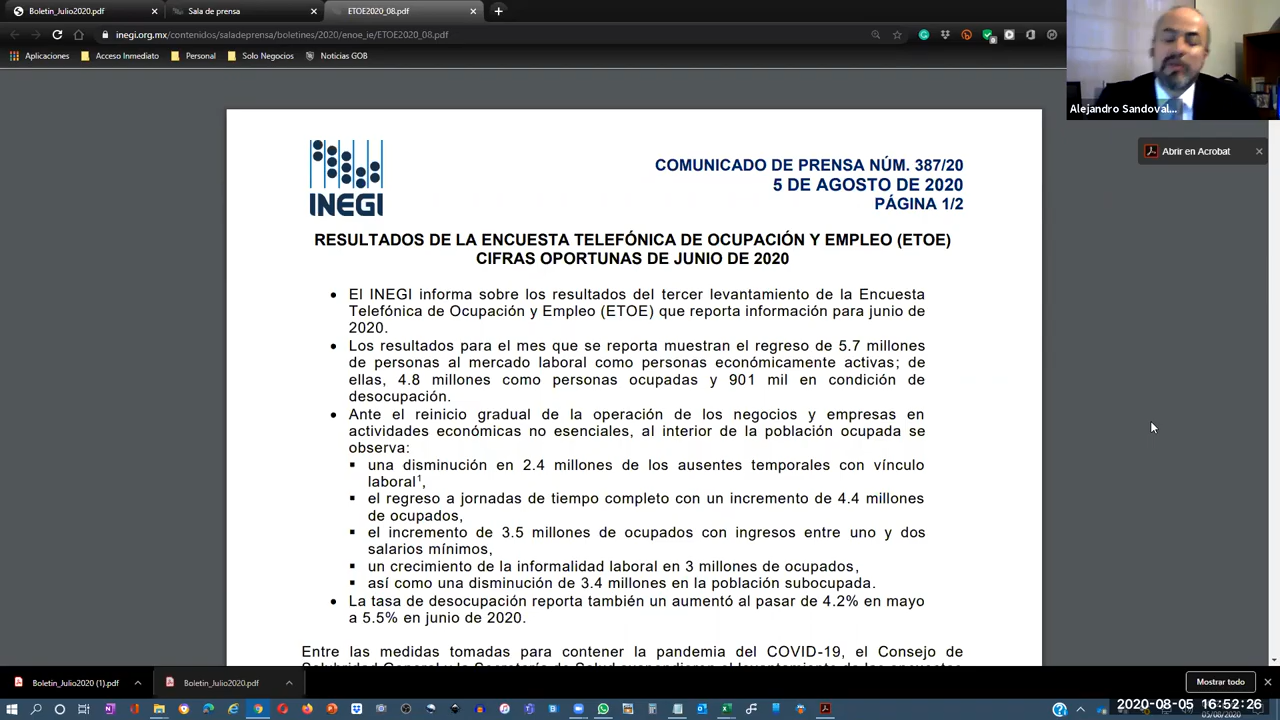 Boletin_Julio2020.pdf
Sala de prensa
ETOE2020_08.pdf
inegi.org.mx/contenidos/saladeprensa/boletines/2020/enoe_ie/ETOE2020_08.pdf
Aplicaciones
Acceso Inmediato
Personal
Solo Negocios
Noticias GOB
Alejandro Sandoval...
Abrir en Acrobat
INEGI
COMUNICADO DE PRENSA NÚM. 387/20
5 DE AGOSTO DE 2020
PÁGINA 1/2
RESULTADOS DE LA ENCUESTA TELEFÓNICA DE OCUPACIÓN Y EMPLEO (ETOE)
CIFRAS OPORTUNAS DE JUNIO DE 2020
• El INEGI informa sobre los resultados del tercer levantamiento de la Encuesta
Telefónica de Ocupación y Empleo (ETOE) que reporta información para junio de
2020.
• Los resultados para el mes que se reporta muestran el regreso de 5.7 millones
de personas al mercado laboral como personas económicamente activas; de
ellas, 4.8 millones como personas ocupadas y 901 mil en condición de
desocupación.
• Ante el reinicio gradual de la operación de los negocios y empresas en
actividades económicas no esenciales, al interior de la población ocupada se
observa:
▪ una disminución en 2.4 millones de los ausentes temporales con vínculo
laboral¹,
▪ el regreso a jornadas de tiempo completo con un incremento de 4.4 millones
de ocupados,
▪ el incremento de 3.5 millones de ocupados con ingresos entre uno y dos
salarios mínimos,
▪ un crecimiento de la informalidad laboral en 3 millones de ocupados,
▪ así como una disminución de 3.4 millones en la población subocupada.
• La tasa de desocupación reporta también un aumentó al pasar de 4.2% en mayo
a 5.5% en junio de 2020.
Entre las medidas tomadas para contener la pandemia del COVID-19, el Consejo de
Boletin_Julio2020 (1).pdf
Boletin_Julio2020.pdf
Mostrar todo
2020-08-05 16:52:26
05/08/2020